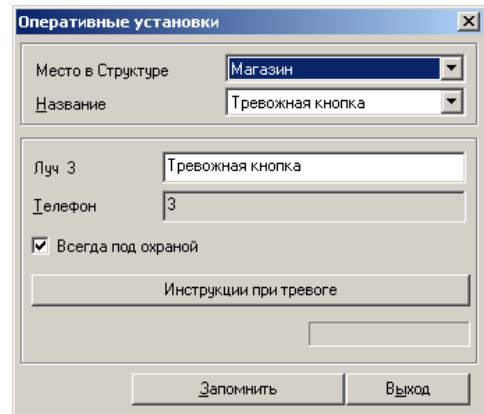 Оперативные установки
Место в Структуре Магазин
Название Тревожная кнопка
Луч 3 Тревожная кнопка
Телефон 3
Всегда под охраной
Инструкции при тревоге
Запомнить Выход